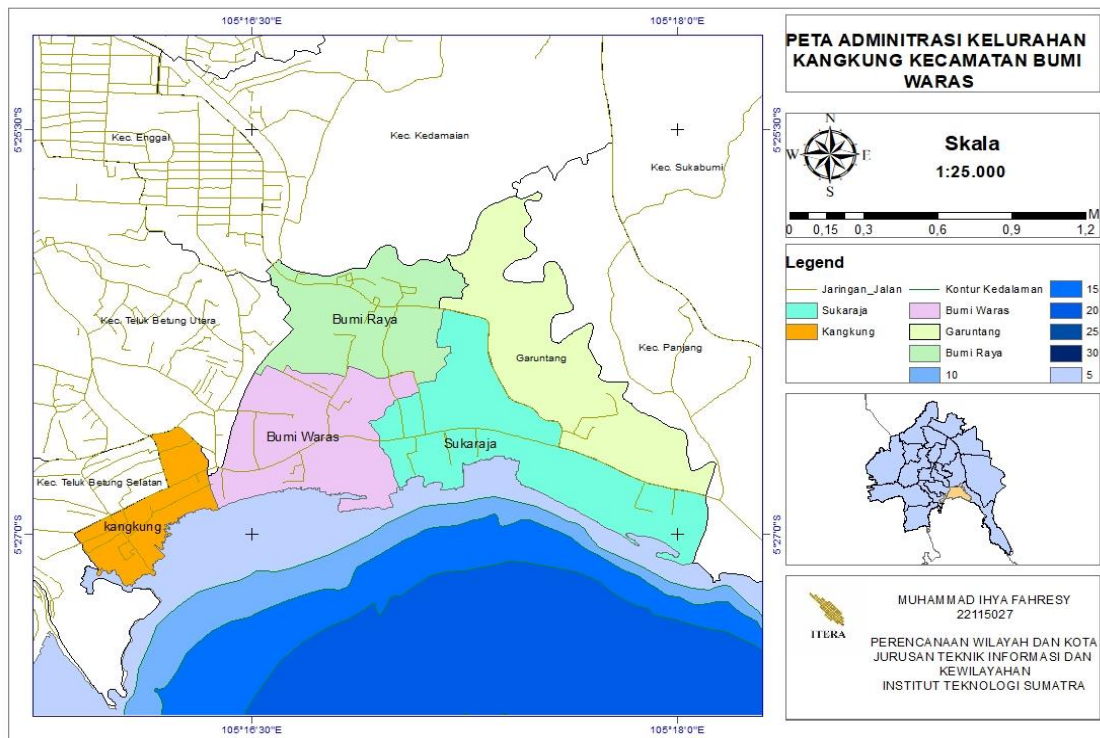 105°16'30"E
105°18'0"E
5°25'30"S
5°25'30"S
Kec. Enggal
Kec. Kedamaian
Kec. Sukabumi
Kec. Teluk Betung Utara
Bumi Raya
Garuntang
Kec. Panjang
Bumi Waras
Sukaraja
Kec. Teluk Betung Selatan
kangkung
5°27'0"S
5°27'0"S
105°16'30"E
105°18'0"E
PETA ADMINITRASI KELURAHAN
KANGKUNG KECAMATAN BUMI
WARAS
N
W E
S
Skala
1:25.000
M
0 0,15 0,3 0,6 0,9 1,2
Legend
Jaringan_Jalan Kontur Kedalaman 15
Sukaraja Bumi Waras 20
Kangkung Garuntang 25
Bumi Raya 30
10 5
ITERA
MUHAMMAD IHYA FAHRESY
22115027
PERENCANAAN WILAYAH DAN KOTA
JURUSAN TEKNIK INFORMASI DAN
KEWILAYAHAN
INSTITUT TEKNOLOGI SUMATRA